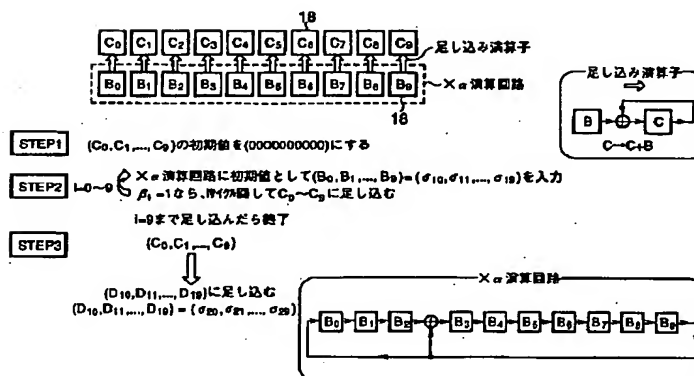 18
C0 C1 C2 C3 C4 C5 C6 C7 C8 C9
足し込み演算子
B0 B1 B2 B3 B4 B5 B6 B7 B8 B9
×α演算回路
18
足し込み演算子
B ⊕ C
C→C+B
STEP1 (C0,C1,...,C9)の初期値を(0000000000)にする
STEP2 i=0~9
×α演算回路に初期値として(B0,B1,...,B9)=(σ10,σ11,...,σ19)を入力
β1=1なら、iサイクル回してC0~C9に足し込む
i=9まで足し込んだら終了
STEP3 (C0,C1,...,C9)
(D10,D11,...,D19)に足し込む
(D10,D11,...,D19)=(σ20,σ21,...,σ29)
×α演算回路
B0 B1 B2 ⊕ B3 B4 B5 B6 B7 B8 B9